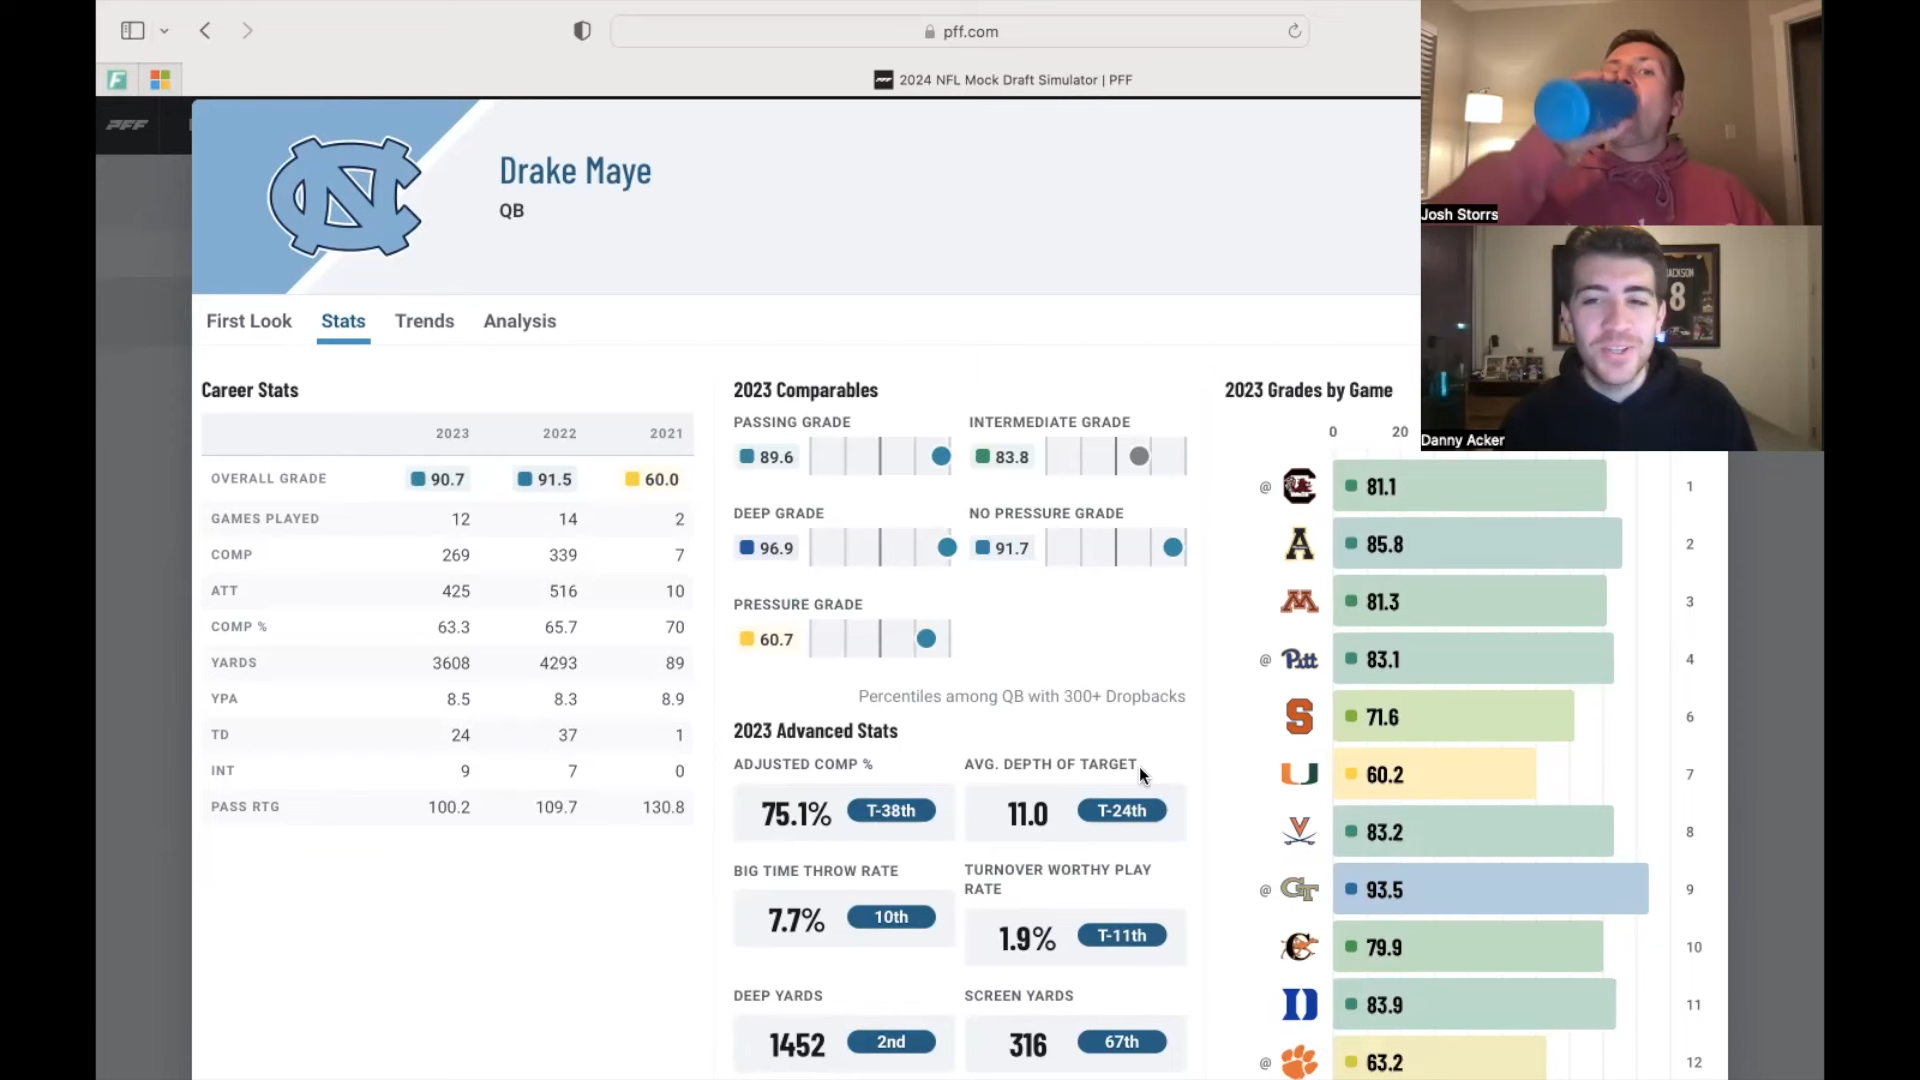 pff.com
2024 NFL Mock Draft Simulator | PFF
PFF
Drake Maye
QB
First Look Stats Trends Analysis
Career Stats
2023 2022 2021
OVERALL GRADE 90.7 91.5 60.0
GAMES PLAYED 12 14 2
COMP 269 339 7
ATT 425 516 10
COMP % 63.3 65.7 70
YARDS 3608 4293 89
YPA 8.5 8.3 8.9
TD 24 37 1
INT 9 7 0
PASS RTG 100.2 109.7 130.8
2023 Comparables
PASSING GRADE INTERMEDIATE GRADE
89.6 83.8
DEEP GRADE NO PRESSURE GRADE
96.9 91.7
PRESSURE GRADE
60.7
Percentiles among QB with 300+ Dropbacks
2023 Advanced Stats
ADJUSTED COMP % AVG. DEPTH OF TARGET
75.1% T-38th 11.0 T-24th
BIG TIME THROW RATE TURNOVER WORTHY PLAY
RATE
7.7% 10th 1.9% T-11th
DEEP YARDS SCREEN YARDS
1452 2nd 316 67th
2023 Grades by Game
0 20
@ 81.1 1
85.8 2
81.3 3
@ Pitt 83.1 4
71.6 6
60.2 7
83.2 8
@ GT 93.5 9
79.9 10
83.9 11
@ 63.2 12
Josh Storrs
JACKSON
8
Danny Acker